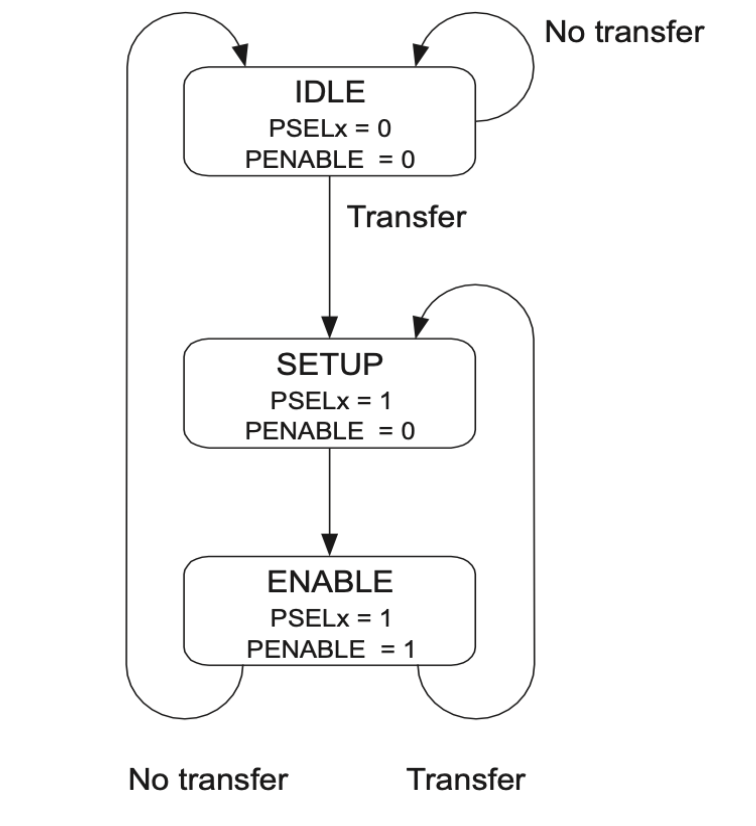 No transfer
IDLE
PSELx = 0
PENABLE = 0
Transfer
SETUP
PSELx = 1
PENABLE = 0
ENABLE
PSELx = 1
PENABLE = 1
No transfer
Transfer